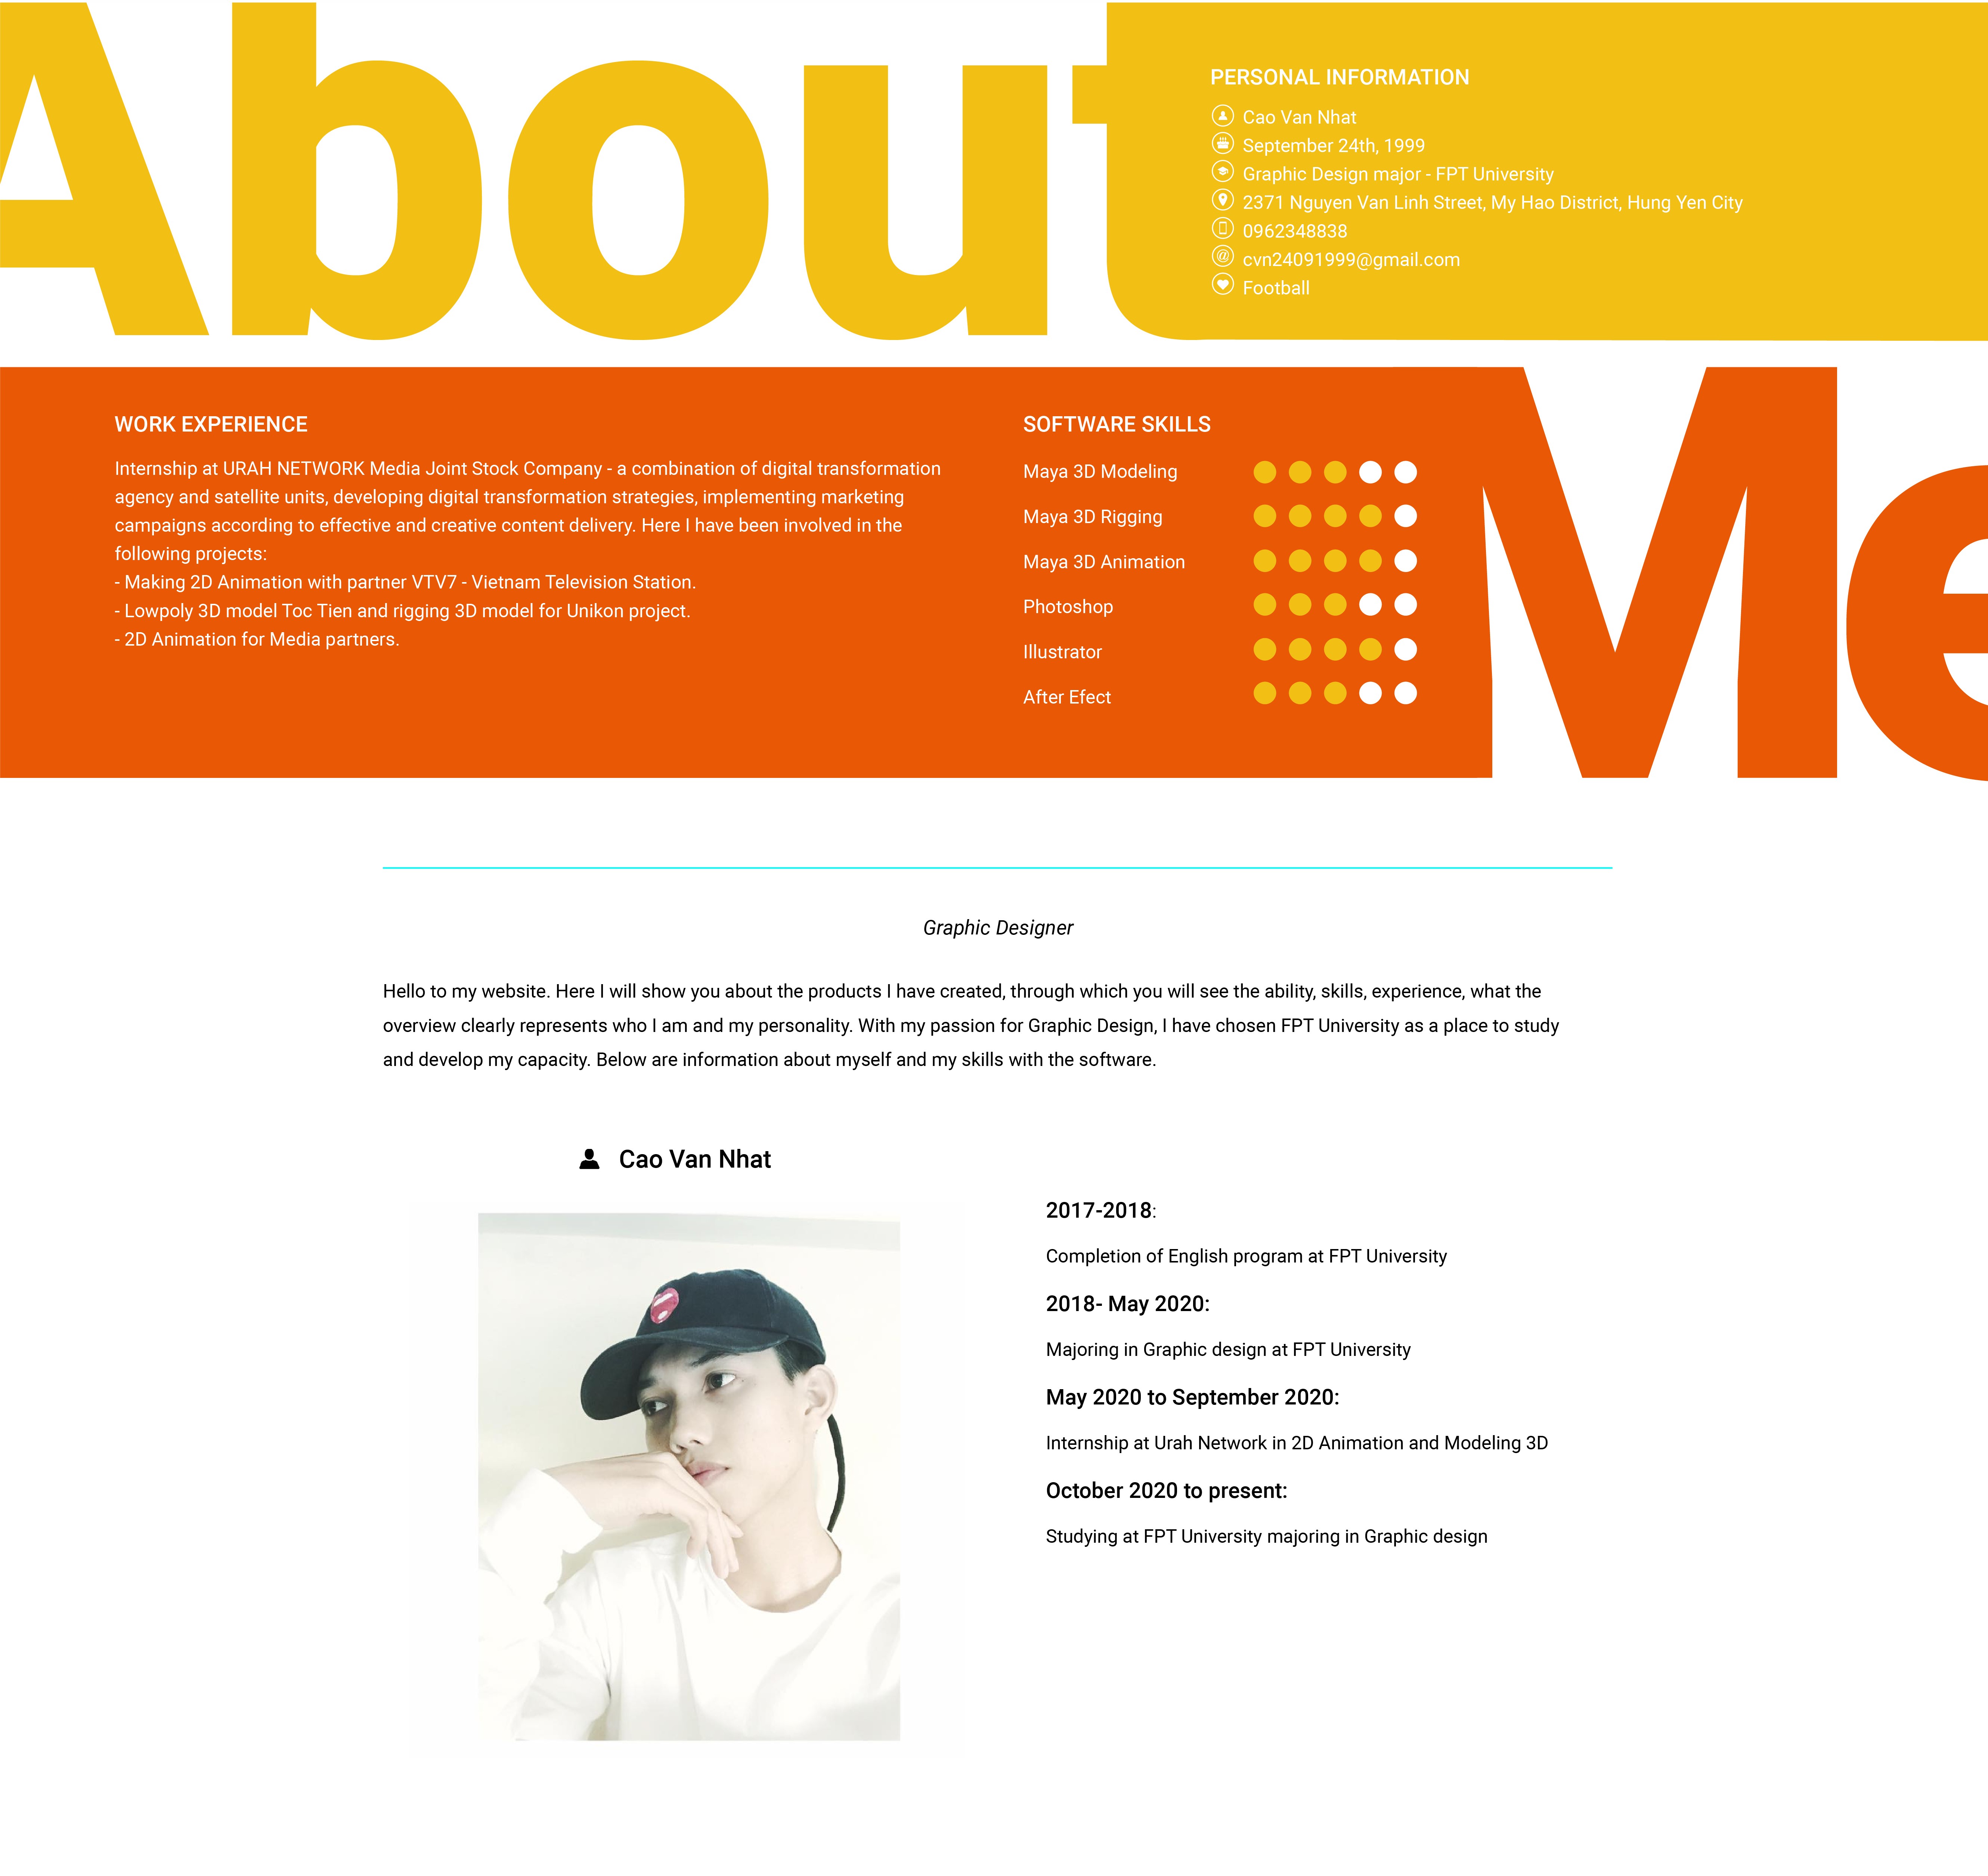 About
PERSONAL INFORMATION
Cao Van Nhat
September 24th, 1999
Graphic Design major - FPT University
2371 Nguyen Van Linh Street, My Hao District, Hung Yen City
0962348838
cvn24091999@gmail.com
Football
Me
WORK EXPERIENCE
Internship at URAH NETWORK Media Joint Stock Company - a combination of digital transformation
agency and satellite units, developing digital transformation strategies, implementing marketing
campaigns according to effective and creative content delivery. Here I have been involved in the
following projects:
- Making 2D Animation with partner VTV7 - Vietnam Television Station.
- Lowpoly 3D model Toc Tien and rigging 3D model for Unikon project.
- 2D Animation for Media partners.
SOFTWARE SKILLS
Maya 3D Modeling
Maya 3D Rigging
Maya 3D Animation
Photoshop
Illustrator
After Efect
Graphic Designer
Hello to my website. Here I will show you about the products I have created, through which you will see the ability, skills, experience, what the
overview clearly represents who I am and my personality. With my passion for Graphic Design, I have chosen FPT University as a place to study
and develop my capacity. Below are information about myself and my skills with the software.
Cao Van Nhat
2017-2018:
Completion of English program at FPT University
2018- May 2020:
Majoring in Graphic design at FPT University
May 2020 to September 2020:
Internship at Urah Network in 2D Animation and Modeling 3D
October 2020 to present:
Studying at FPT University majoring in Graphic design